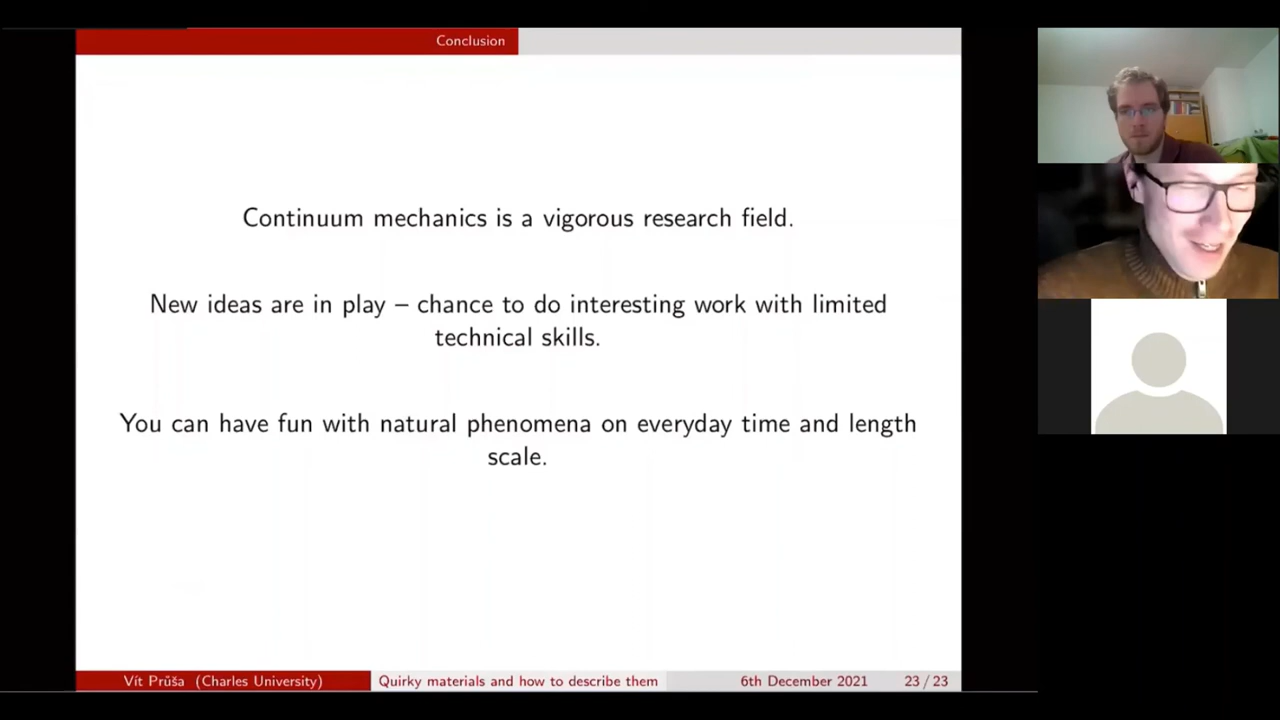 Conclusion
Continuum mechanics is a vigorous research field.
New ideas are in play – chance to do interesting work with limited
technical skills.
You can have fun with natural phenomena on everyday time and length
scale.
Vít Průša (Charles University) Quirky materials and how to describe them 6th December 2021 23 / 23